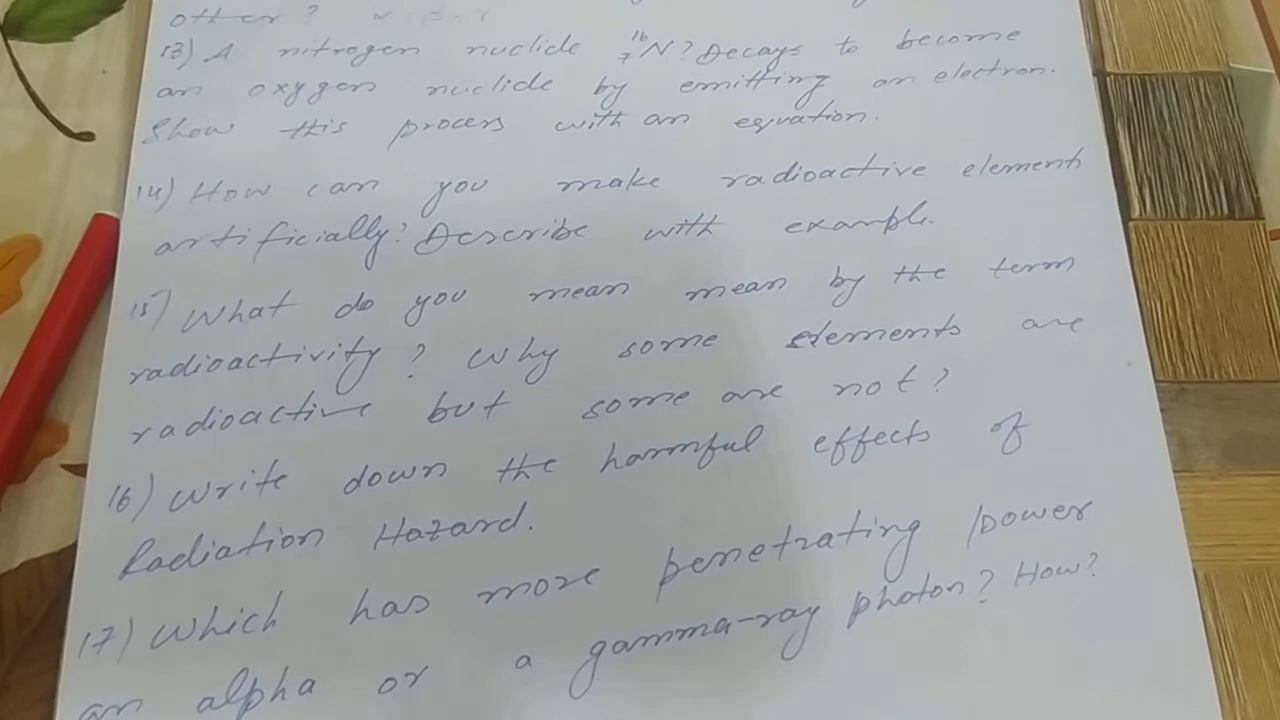 other?
13) A nitrogen nuclide ¹⁶₇N? Decays to become
an oxygen nuclide by emitting an electron.
Show this process with an equation.
14) How can you make radioactive elements
artificially? Describe with example.
15) What do you mean mean by the term
radioactivity? Why some elements are
radioactive but some are not?
16) Write down the harmful effects of
Radiation Hazard.
17) Which has more penetrating power
an alpha or a gamma-ray photon? How?